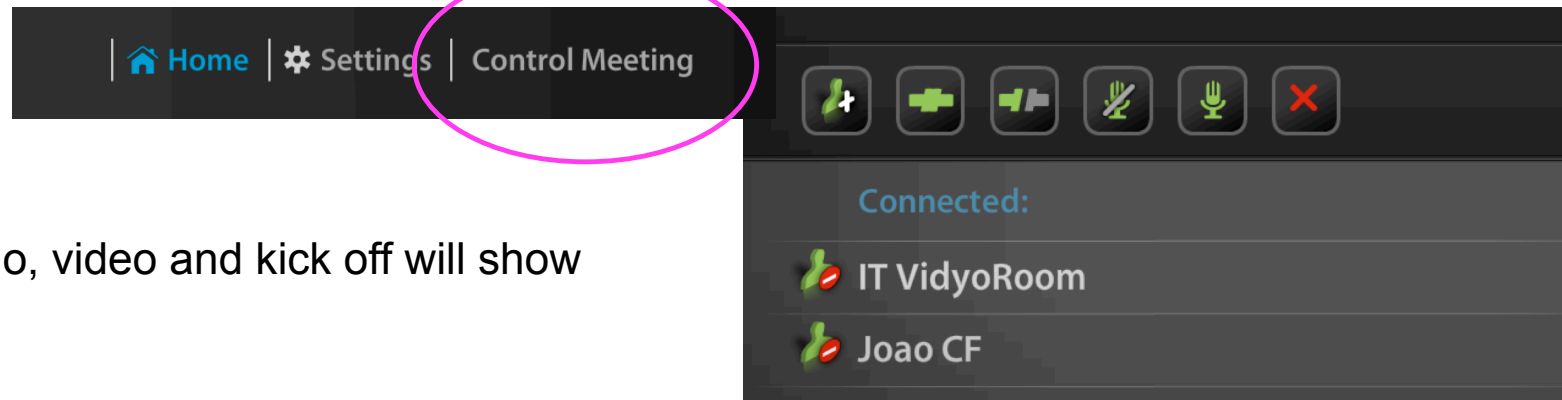 Home Settings Control Meeting
Connected:
o, video and kick off will show
IT VidyoRoom
Joao CF